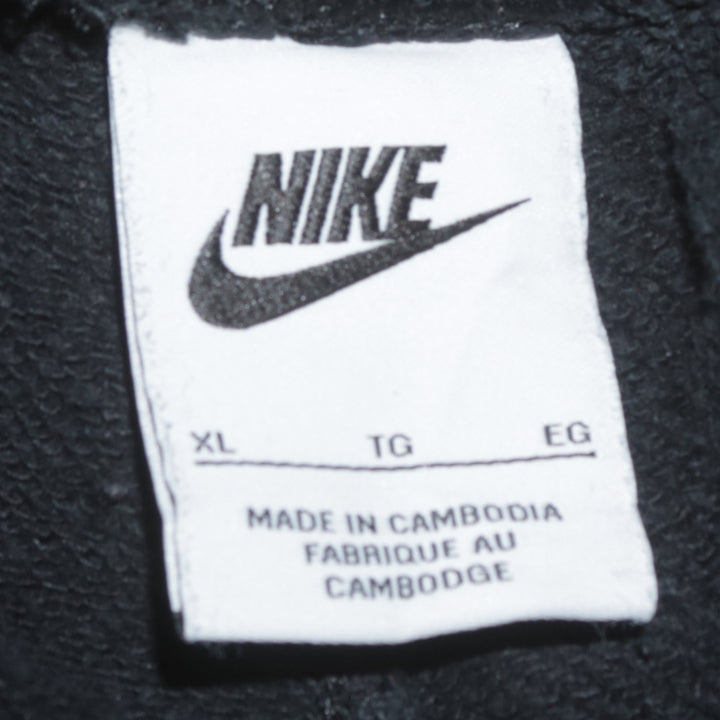 NIKE
XL TG EG
MADE IN CAMBODIA
FABRIQUE AU
CAMBODGE